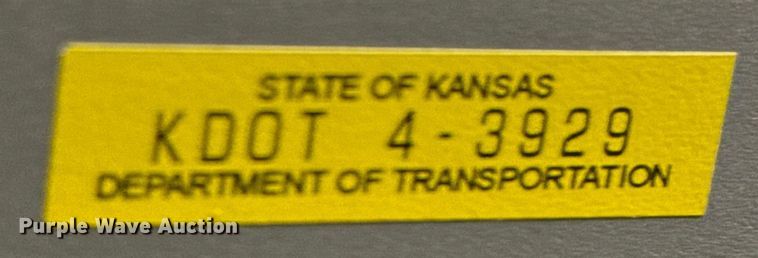 STATE OF KANSAS
KDOT 4-3929
DEPARTMENT OF TRANSPORTATION
Purple Wave Auction